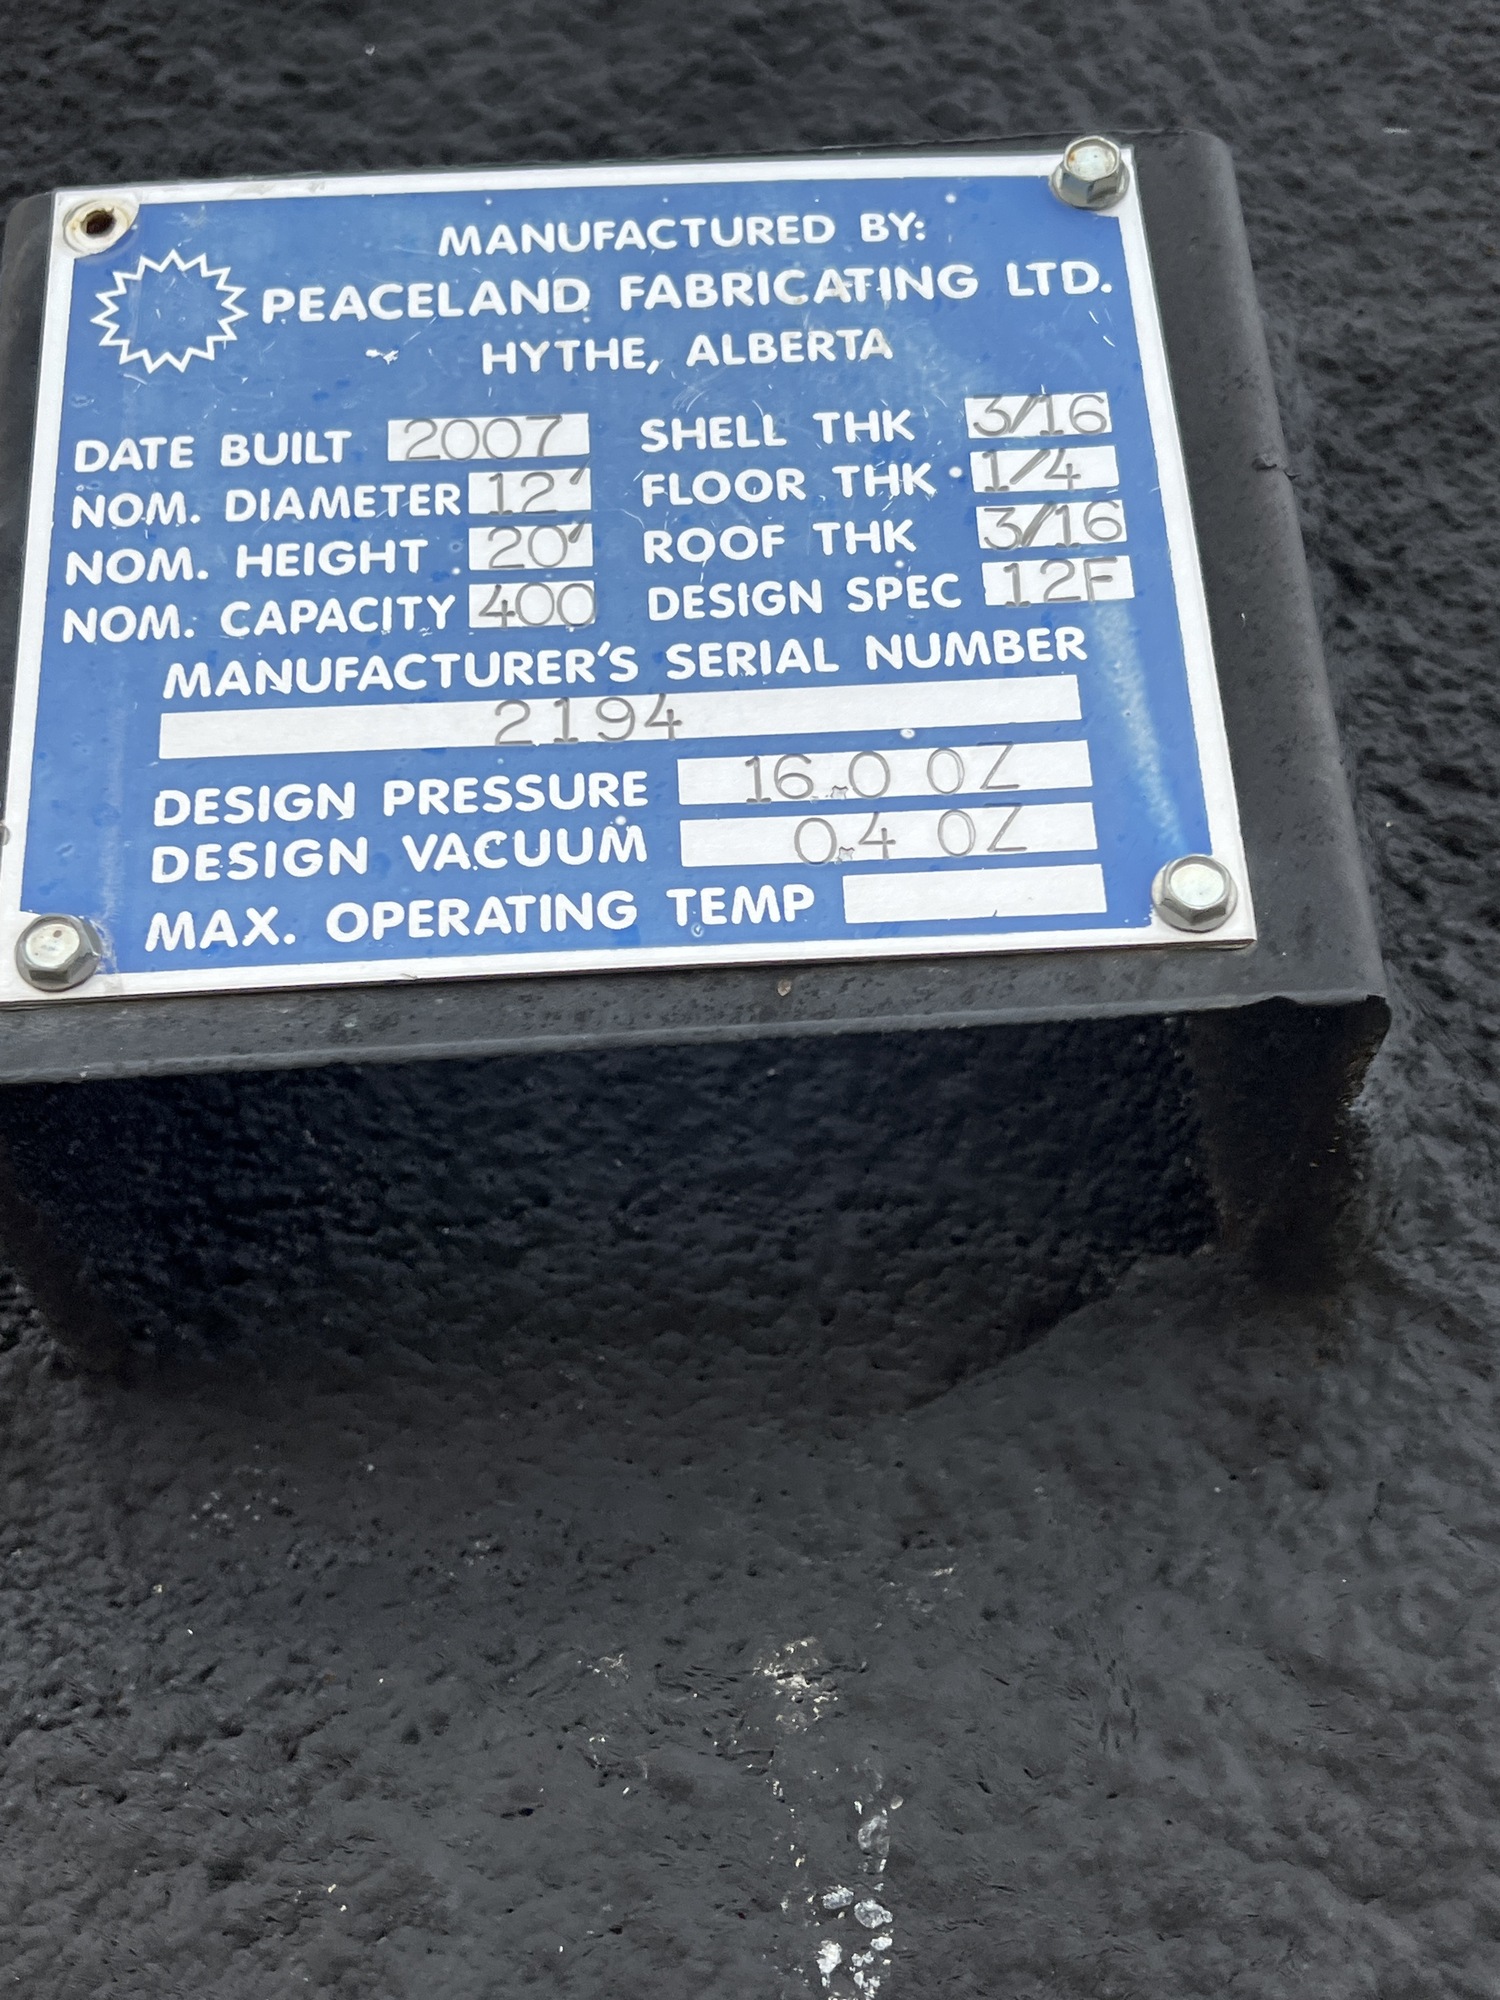 MANUFACTURED BY:
PEACELAND FABRICATING LTD.
HYTHE, ALBERTA
DATE BUILT 2007 SHELL THK 3/16
NOM. DIAMETER 12' FLOOR THK 1/4
NOM. HEIGHT 20' ROOF THK 3/16
NOM. CAPACITY 400 DESIGN SPEC 12F
MANUFACTURER'S SERIAL NUMBER
2194
DESIGN PRESSURE 16.0 OZ
DESIGN VACUUM 0.4 OZ
MAX. OPERATING TEMP